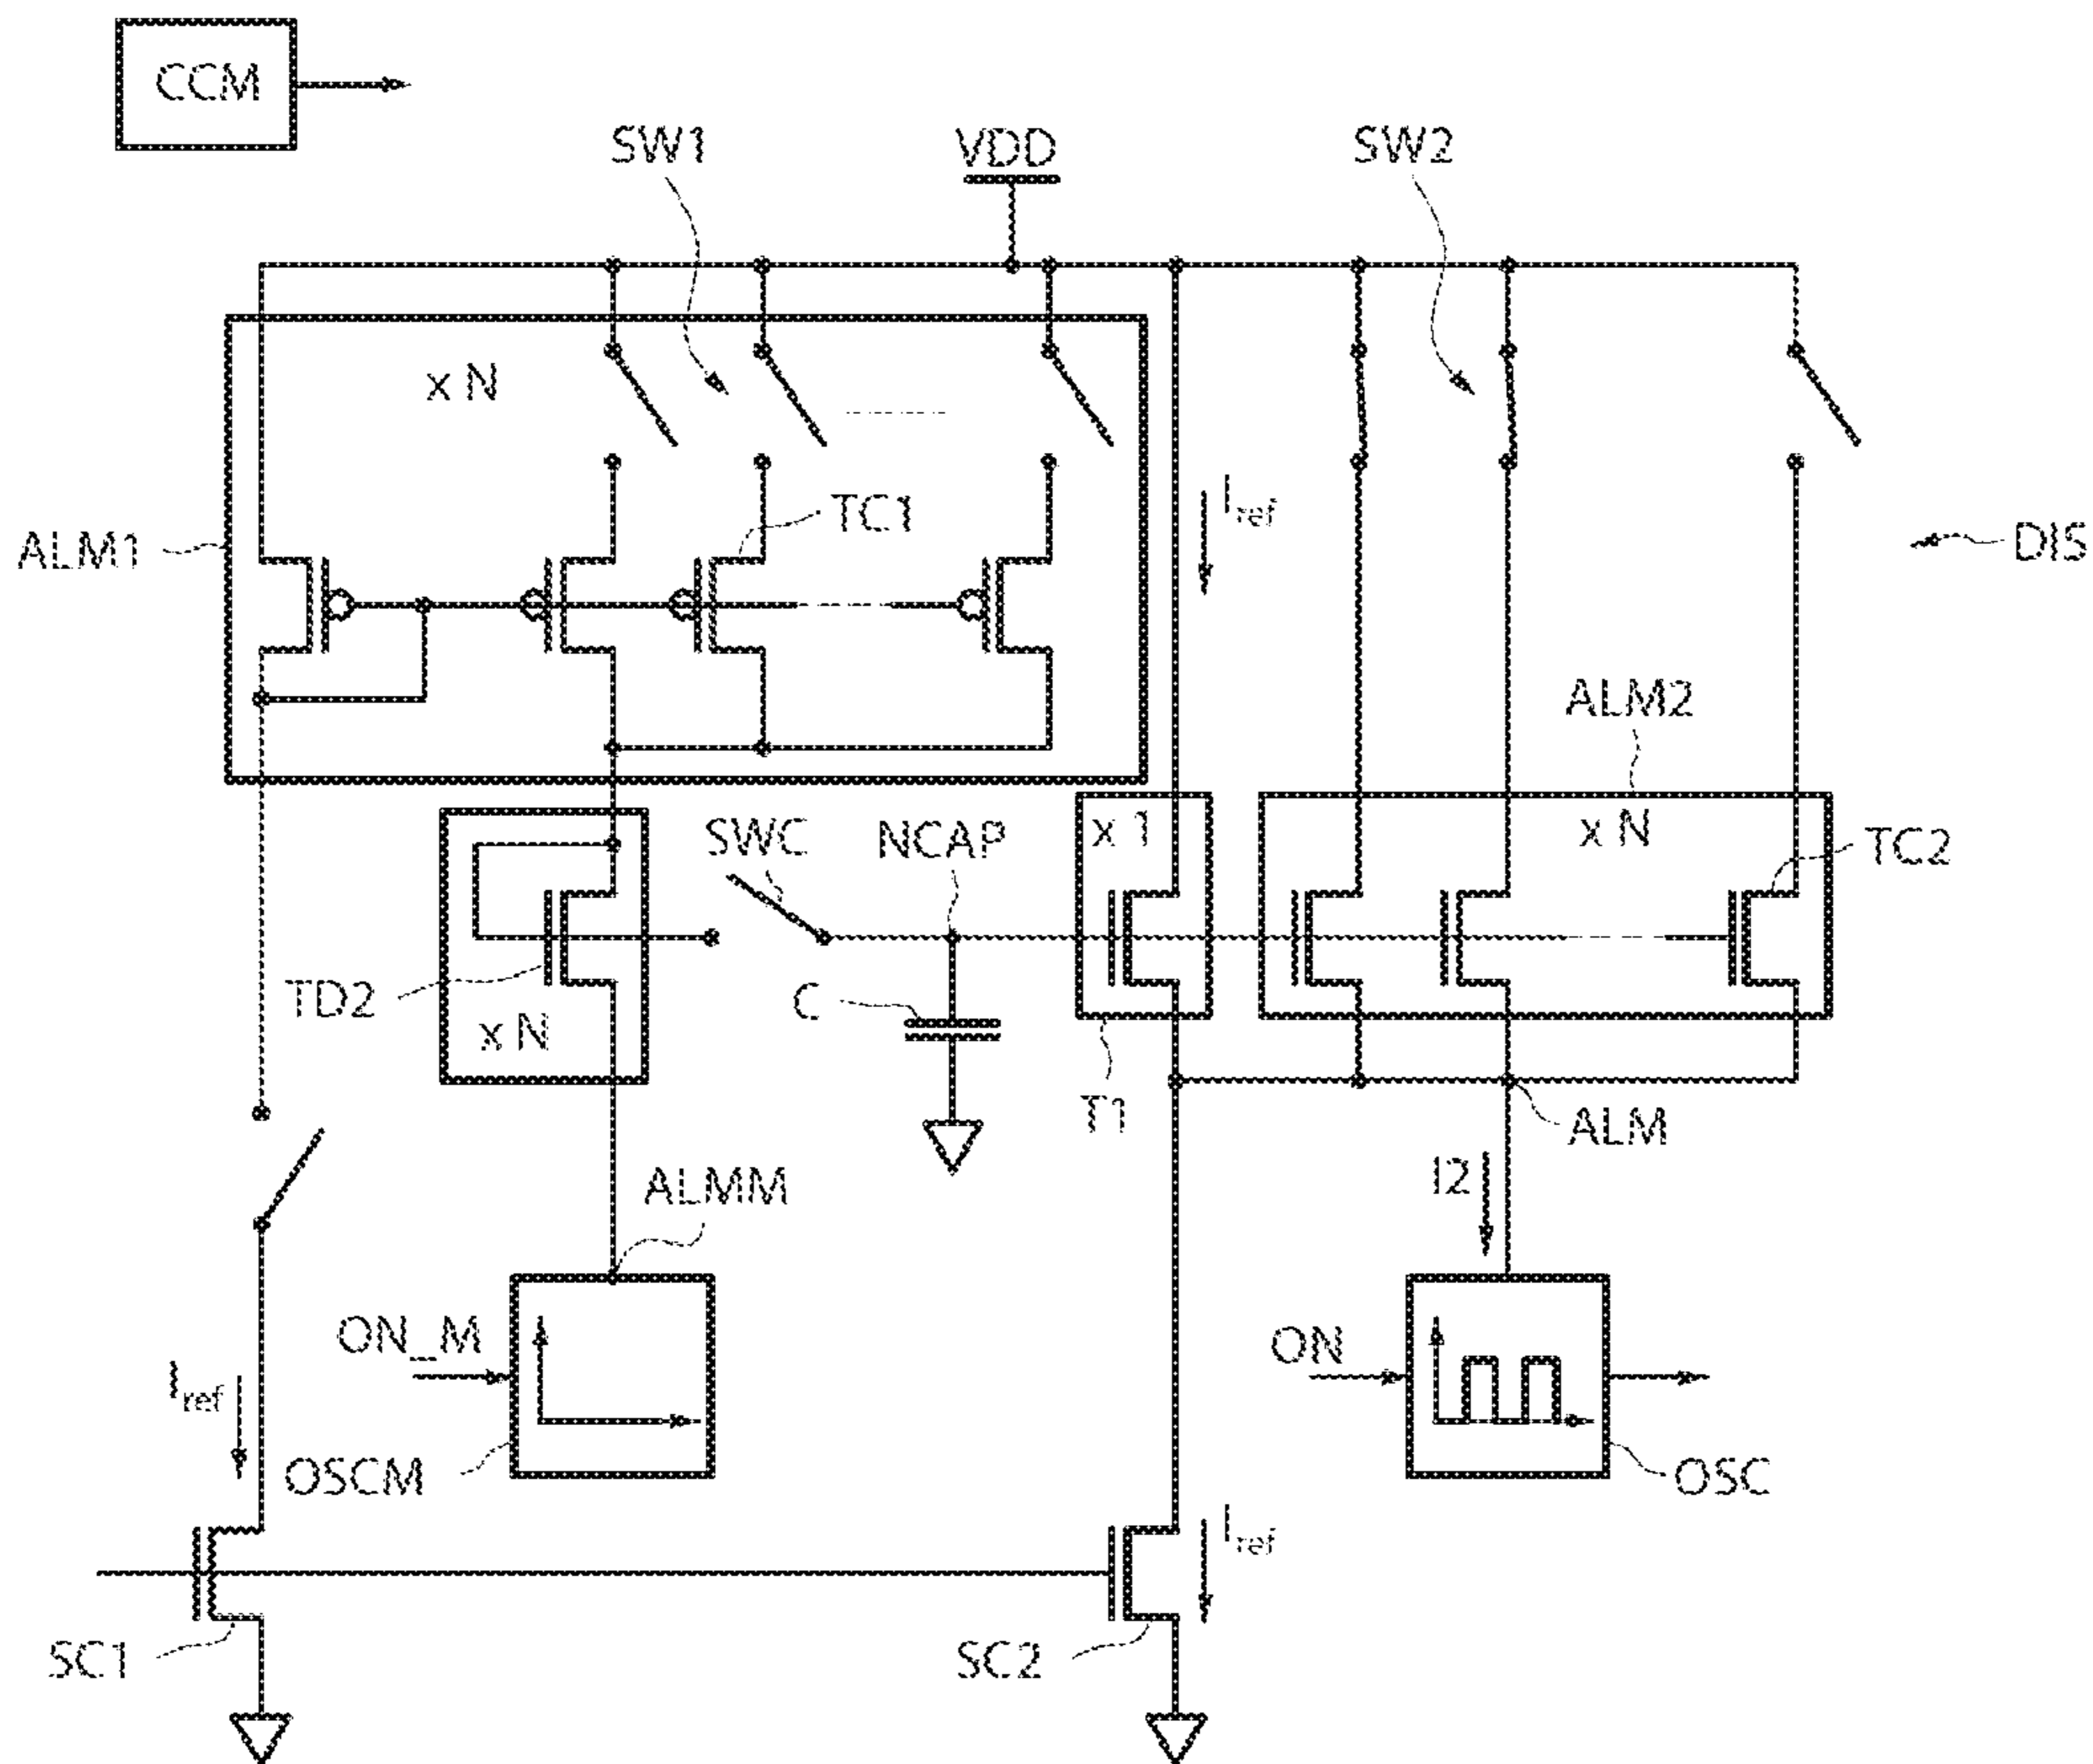 CCM
SW1
VDD
SW2
x N
TC1
I_ref
ALM1
DIS
ALM2
SWC
NCAP
x 1
x N
TC2
TD2
C
x N
T1
ALM
ALMM
I2
ON_M
ON
I_ref
OSCM
OSC
I_ref
SC1
SC2